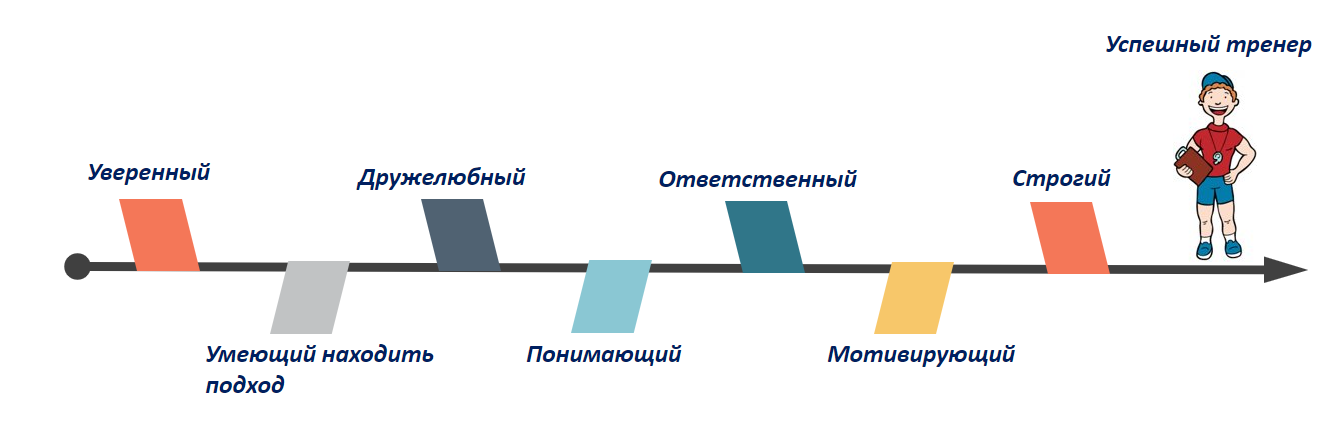 Успешный тренер
Уверенный
Дружелюбный
Ответственный
Строгий
Умеющий находить
подход
Понимающий
Мотивирующий